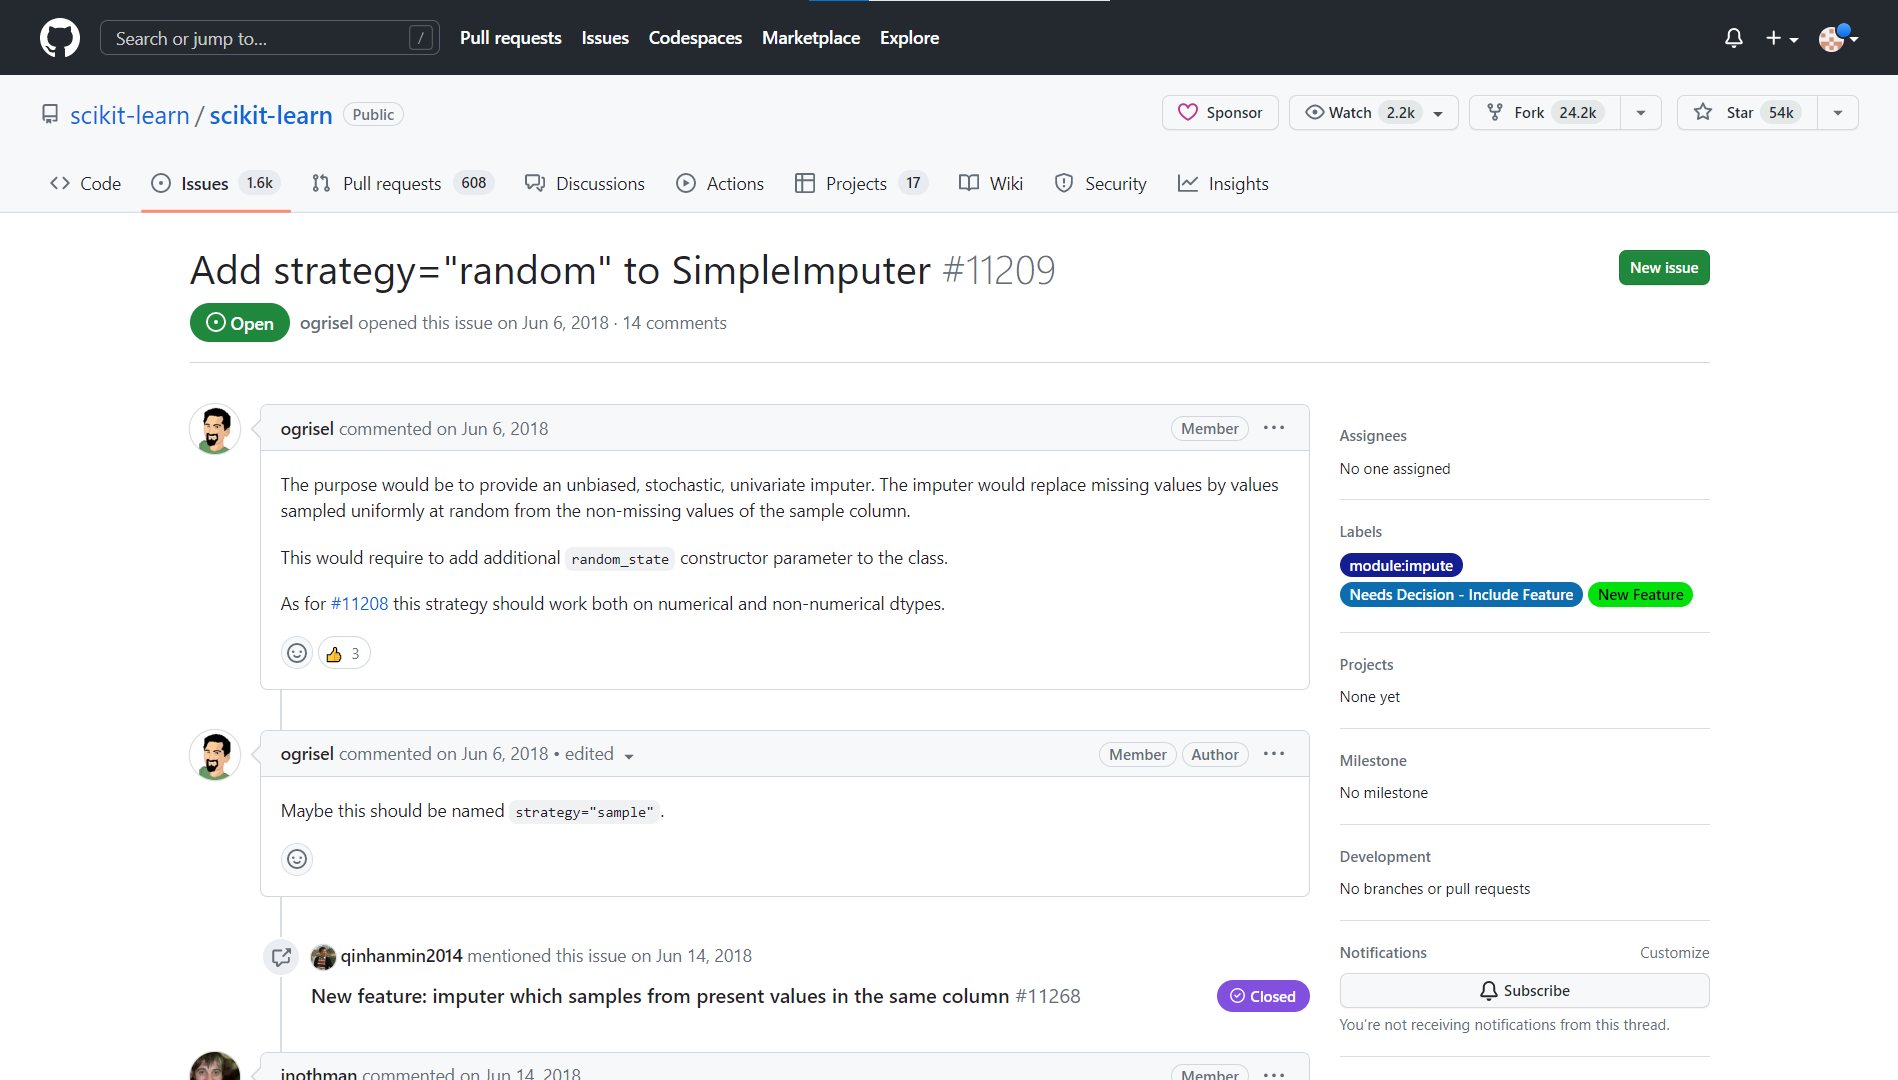 Search or jump to... /
Pull requests Issues Codespaces Marketplace Explore
scikit-learn / scikit-learn Public
Sponsor Watch 2.2k Fork 24.2k Star 54k
Code Issues 1.6k Pull requests 608 Discussions Actions Projects 17 Wiki Security Insights
Add strategy="random" to SimpleImputer #11209
New issue
Open ogrisel opened this issue on Jun 6, 2018 · 14 comments
ogrisel commented on Jun 6, 2018 Member ...
The purpose would be to provide an unbiased, stochastic, univariate imputer. The imputer would replace missing values by values
sampled uniformly at random from the non-missing values of the sample column.
This would require to add additional random_state constructor parameter to the class.
As for #11208 this strategy should work both on numerical and non-numerical dtypes.
👍 3
ogrisel commented on Jun 6, 2018 • edited Member Author ...
Maybe this should be named strategy="sample".
qinhanmin2014 mentioned this issue on Jun 14, 2018
New feature: imputer which samples from present values in the same column #11268
Closed
jnothman commented on Jun 14, 2018 Member ...
Assignees
No one assigned
Labels
module:impute
Needs Decision - Include Feature New Feature
Projects
None yet
Milestone
No milestone
Development
No branches or pull requests
Notifications Customize
Subscribe
You're not receiving notifications from this thread.